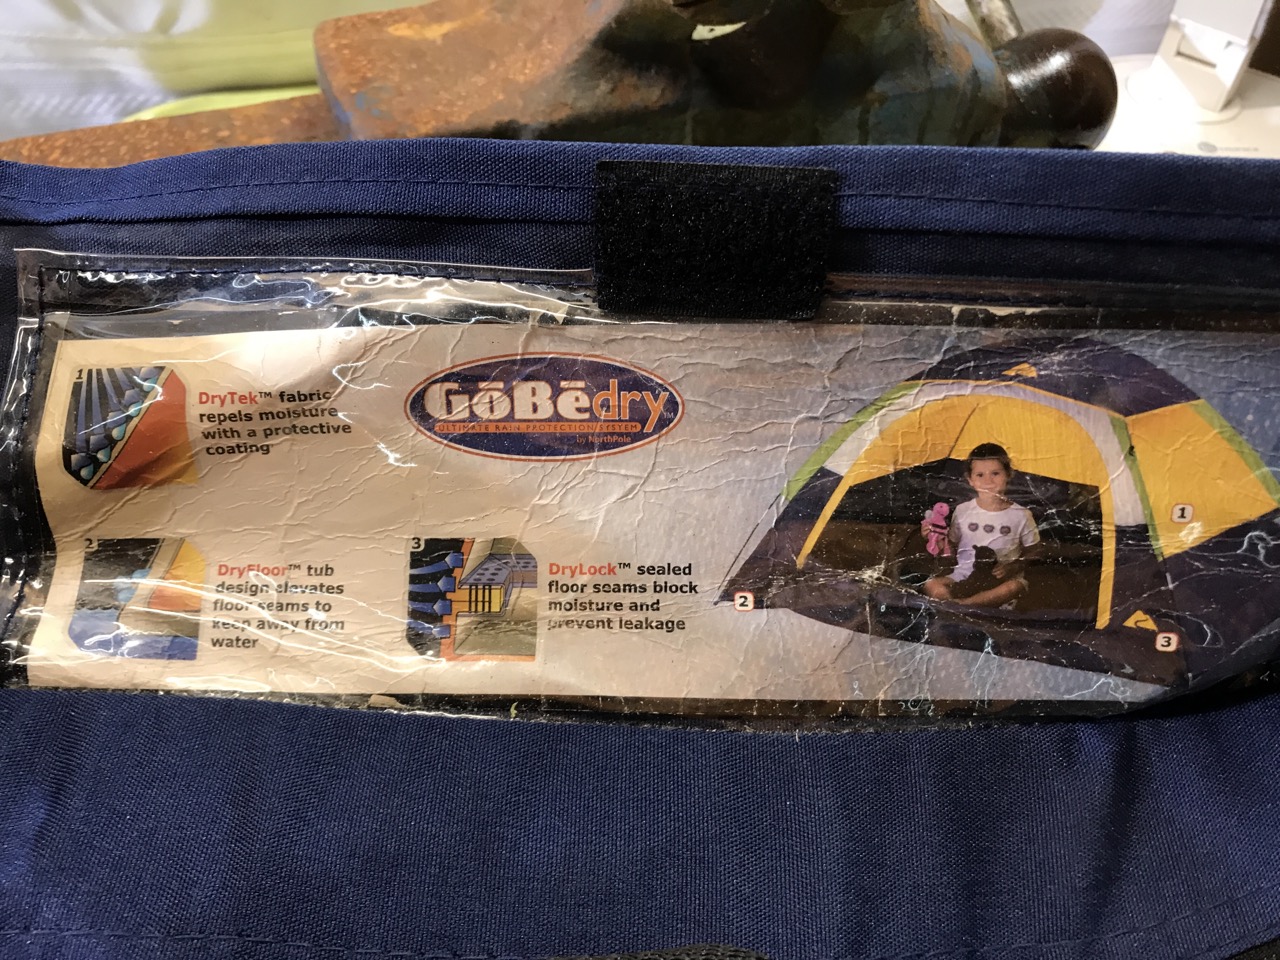 1
DryTek™ fabric
repels moisture
with a protective
coating
GōBēdry™
ULTIMATE RAIN PROTECTION SYSTEM
by NorthPole
2
DryFloor™ tub
design elevates
floor seams to
keep away from
water
3
DryLock™ sealed
floor seams block
moisture and
prevent leakage
1
2
3